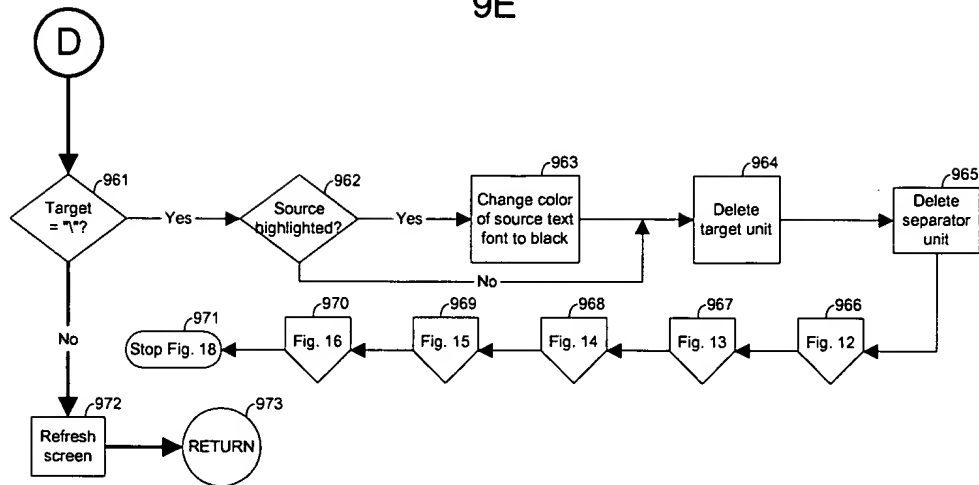 9E
D
961
Target
= "\"?
Yes
962
Source
highlighted?
Yes
963
Change color
of source text
font to black
964
Delete
target unit
965
Delete
separator
unit
No
No
971
Stop Fig. 18
970
Fig. 16
969
Fig. 15
968
Fig. 14
967
Fig. 13
966
Fig. 12
972
Refresh
screen
973
RETURN